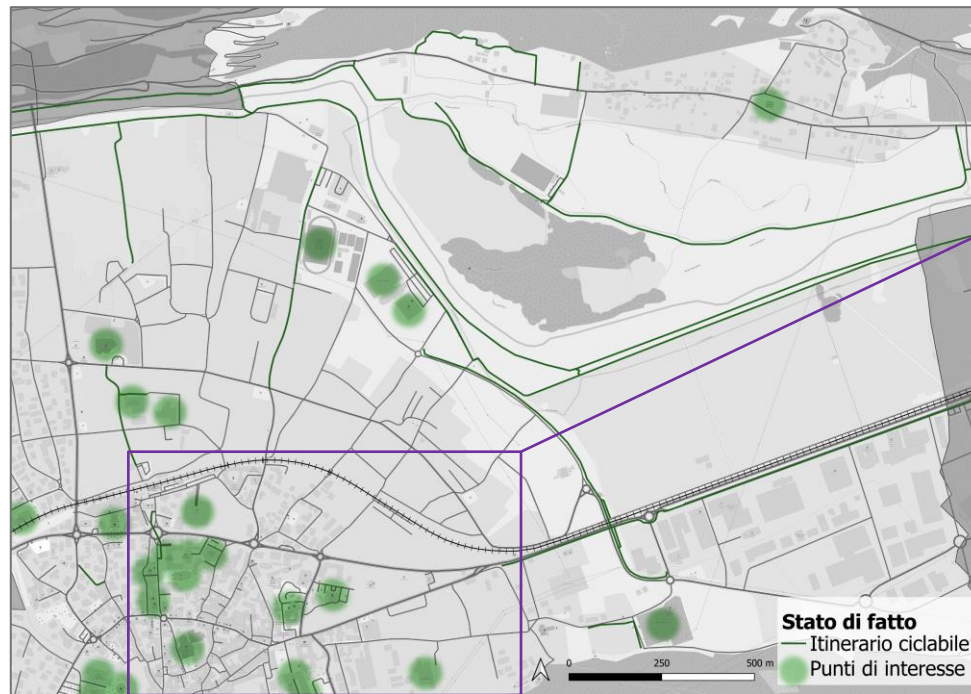 Stato di fatto
Itinerario ciclabile
Punti di interesse
0 250 500 m